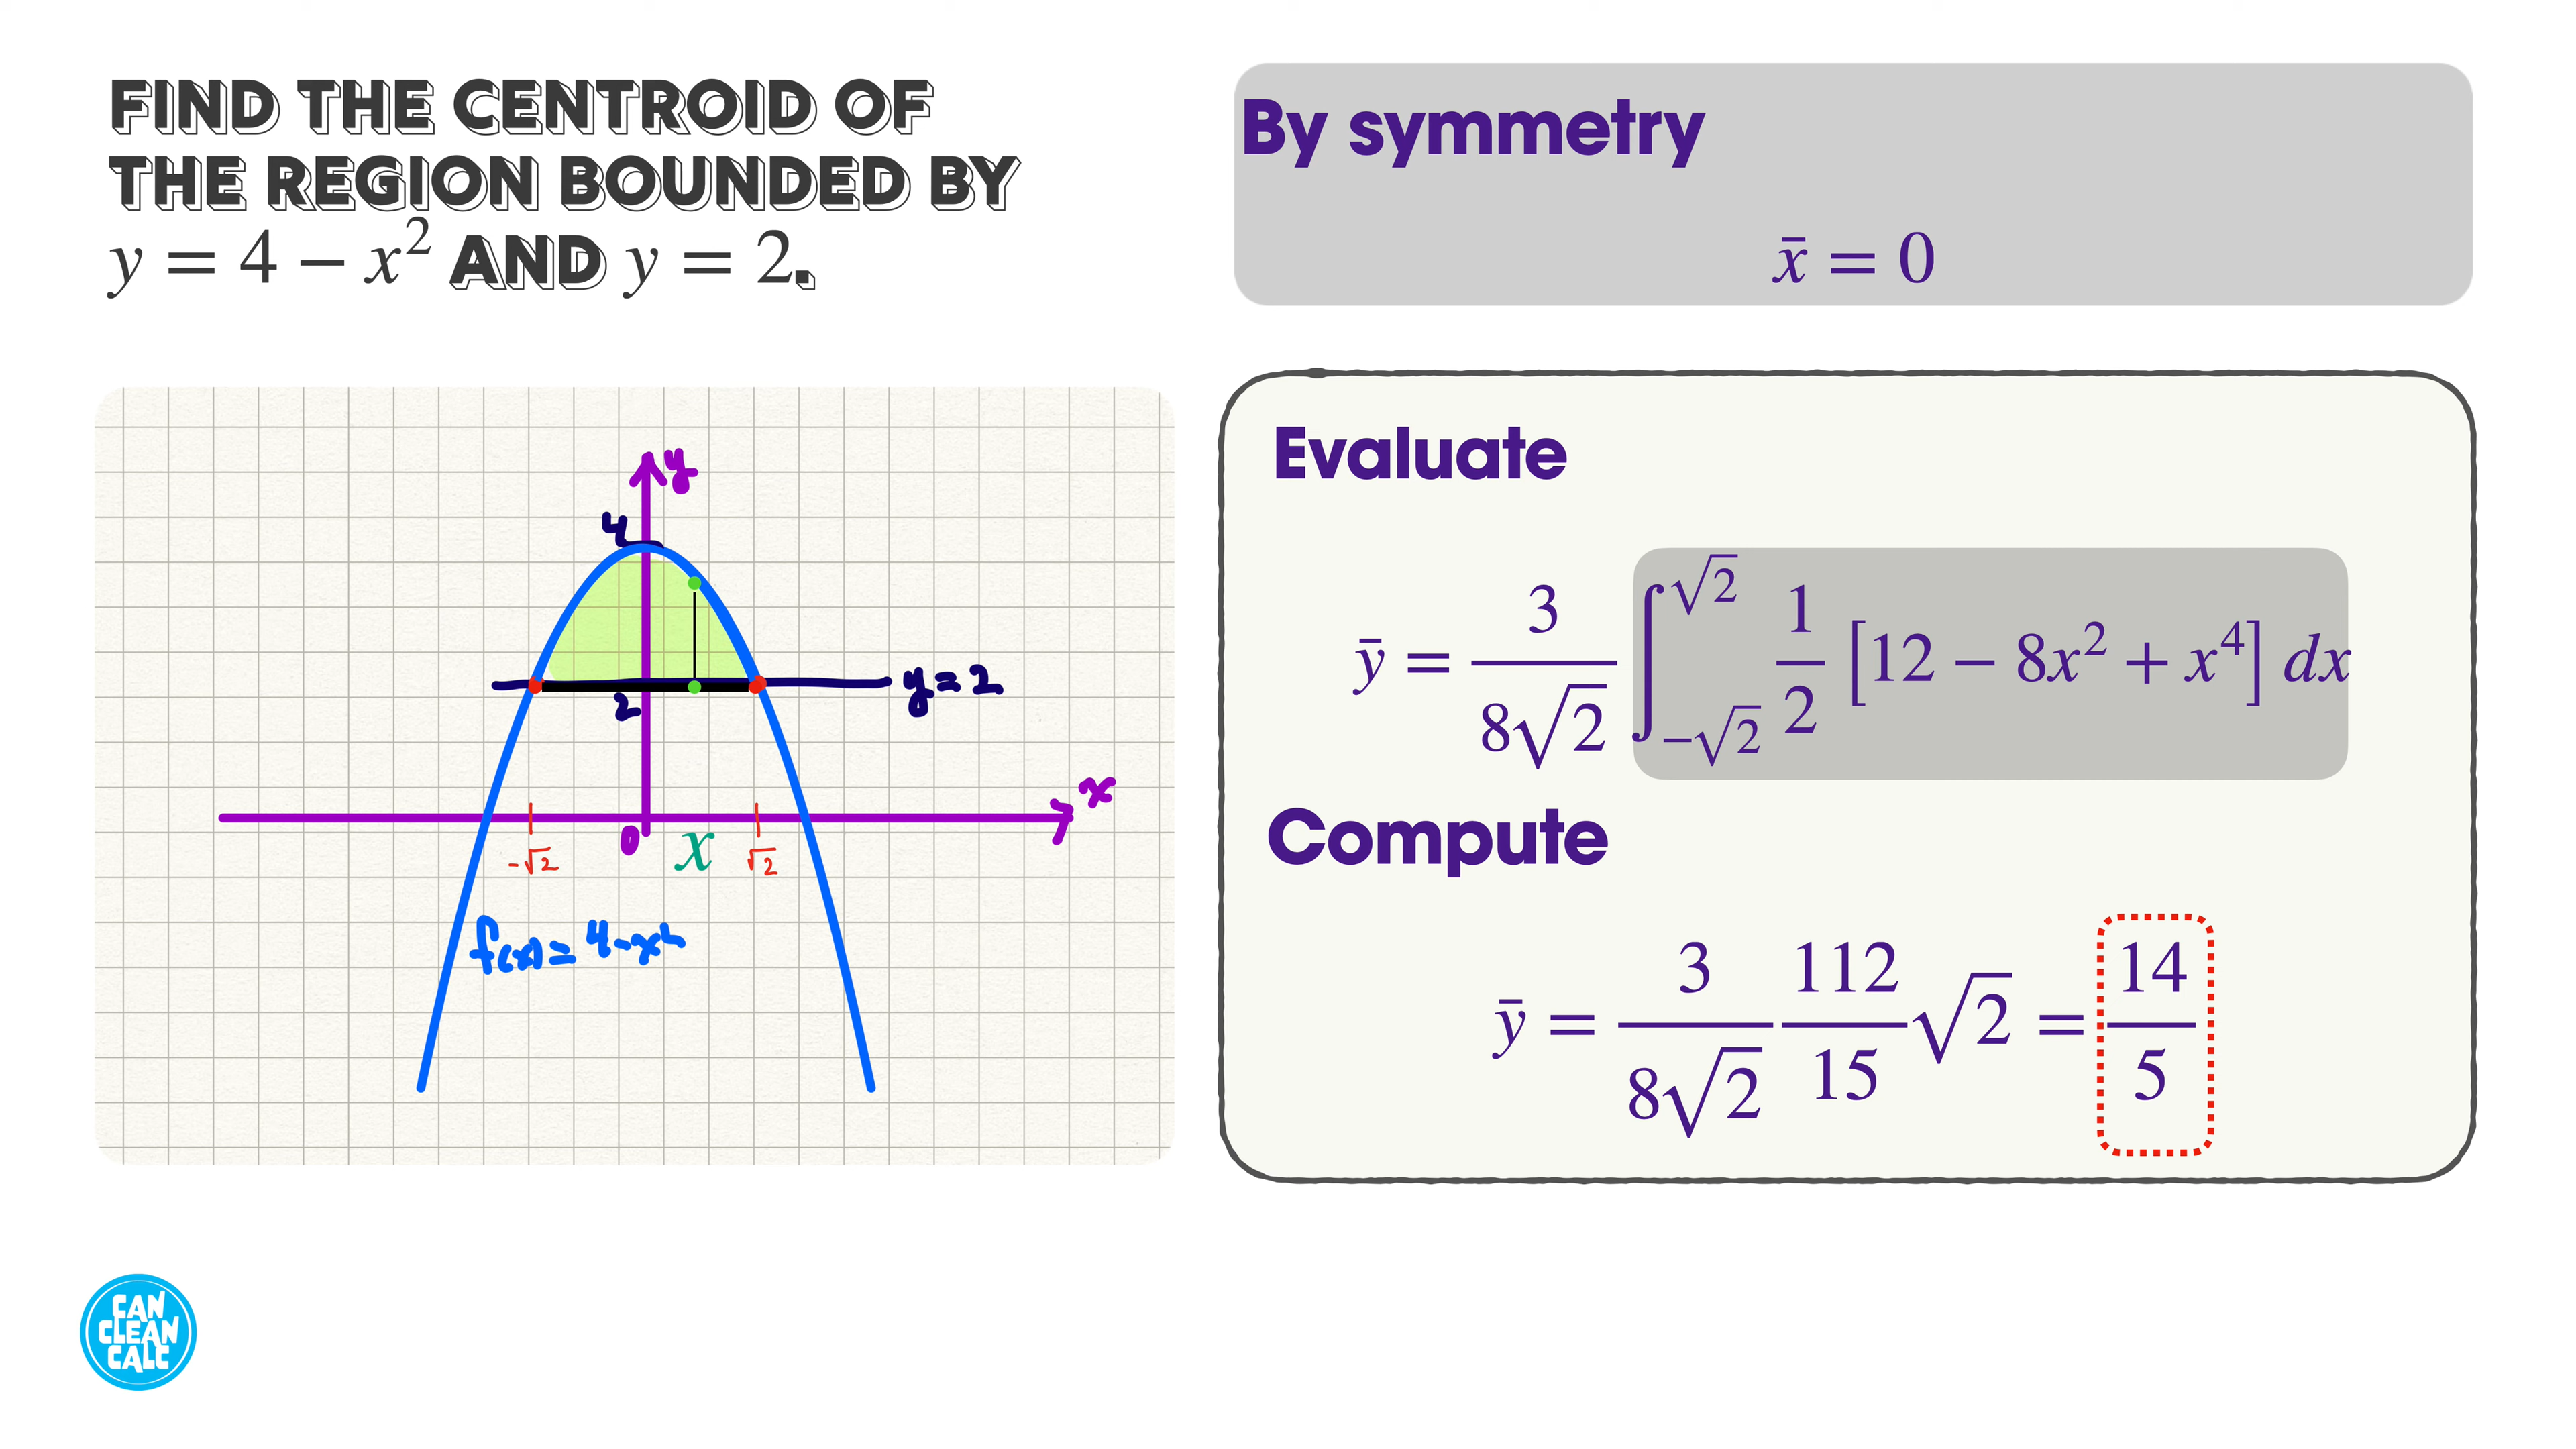 FIND THE CENTROID OF
THE REGION BOUNDED BY
y = 4 − x² AND y = 2.
By symmetry
x̄ = 0
y
4
y=2
2
x
0
-√2
x
√2
f(x)=4-x²
Evaluate
ȳ = 3/(8√2) ∫_{−√2}^{√2} 1/2 [12 − 8x² + x⁴] dx
Compute
ȳ = 3/(8√2) 112/15 √2 = 14/5
CAN
CLEAN
CALC